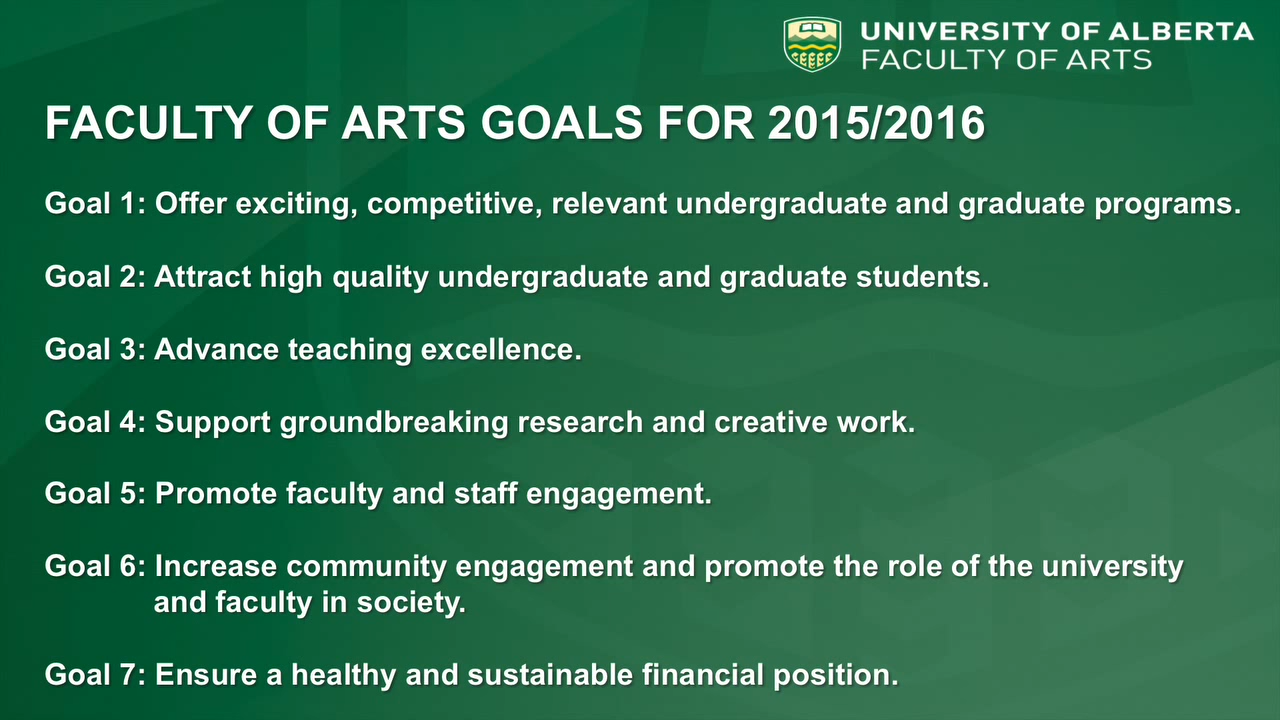 UNIVERSITY OF ALBERTA
FACULTY OF ARTS
FACULTY OF ARTS GOALS FOR 2015/2016
Goal 1: Offer exciting, competitive, relevant undergraduate and graduate programs.
Goal 2: Attract high quality undergraduate and graduate students.
Goal 3: Advance teaching excellence.
Goal 4: Support groundbreaking research and creative work.
Goal 5: Promote faculty and staff engagement.
Goal 6: Increase community engagement and promote the role of the university
and faculty in society.
Goal 7: Ensure a healthy and sustainable financial position.